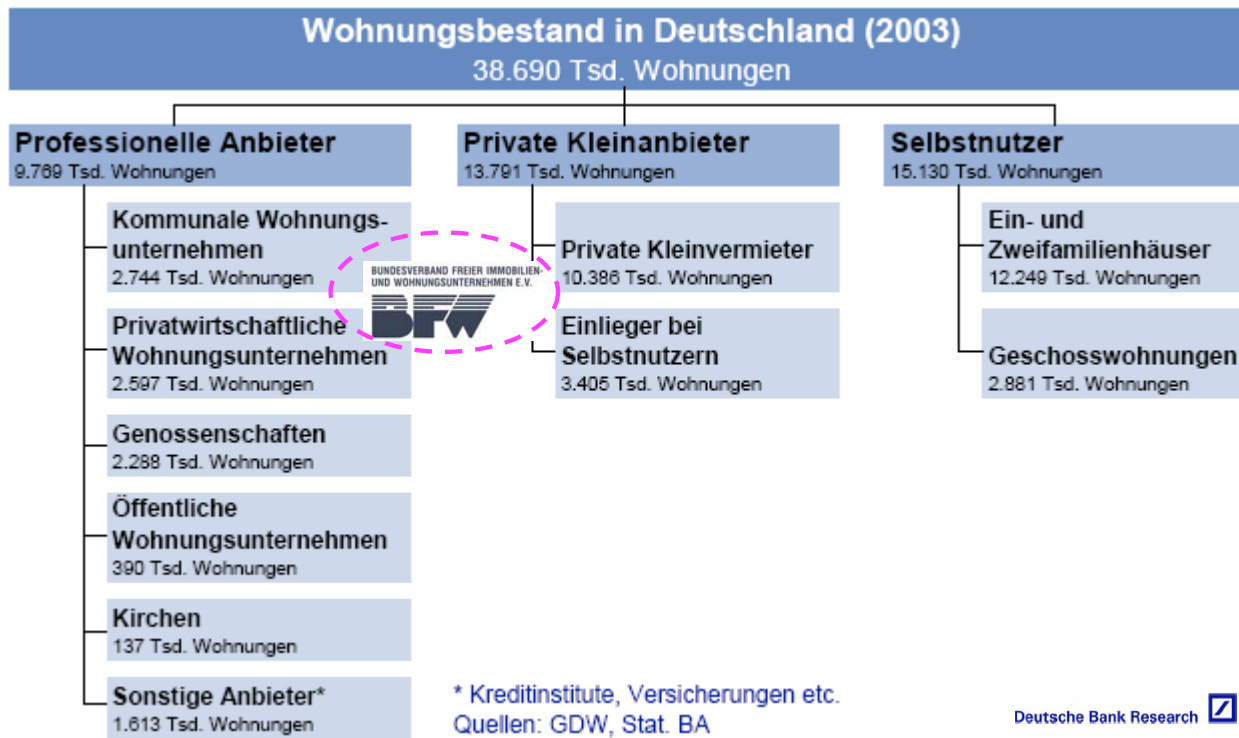 Wohnungsbestand in Deutschland (2003)
38.690 Tsd. Wohnungen
Professionelle Anbieter
9.769 Tsd. Wohnungen
Kommunale Wohnungs-
unternehmen
2.744 Tsd. Wohnungen
Privatwirtschaftliche
Wohnungsunternehmen
2.597 Tsd. Wohnungen
Genossenschaften
2.288 Tsd. Wohnungen
Öffentliche
Wohnungsunternehmen
390 Tsd. Wohnungen
Kirchen
137 Tsd. Wohnungen
Sonstige Anbieter*
1.613 Tsd. Wohnungen
BUNDESVERBAND FREIER IMMOBILIEN-
UND WOHNUNGSUNTERNEHMEN E.V.
BFW
Private Kleinanbieter
13.791 Tsd. Wohnungen
Private Kleinvermieter
10.386 Tsd. Wohnungen
Einlieger bei
Selbstnutzern
3.405 Tsd. Wohnungen
Selbstnutzer
15.130 Tsd. Wohnungen
Ein- und
Zweifamilienhäuser
12.249 Tsd. Wohnungen
Geschosswohnungen
2.881 Tsd. Wohnungen
* Kreditinstitute, Versicherungen etc.
Quellen: GDW, Stat. BA
Deutsche Bank Research